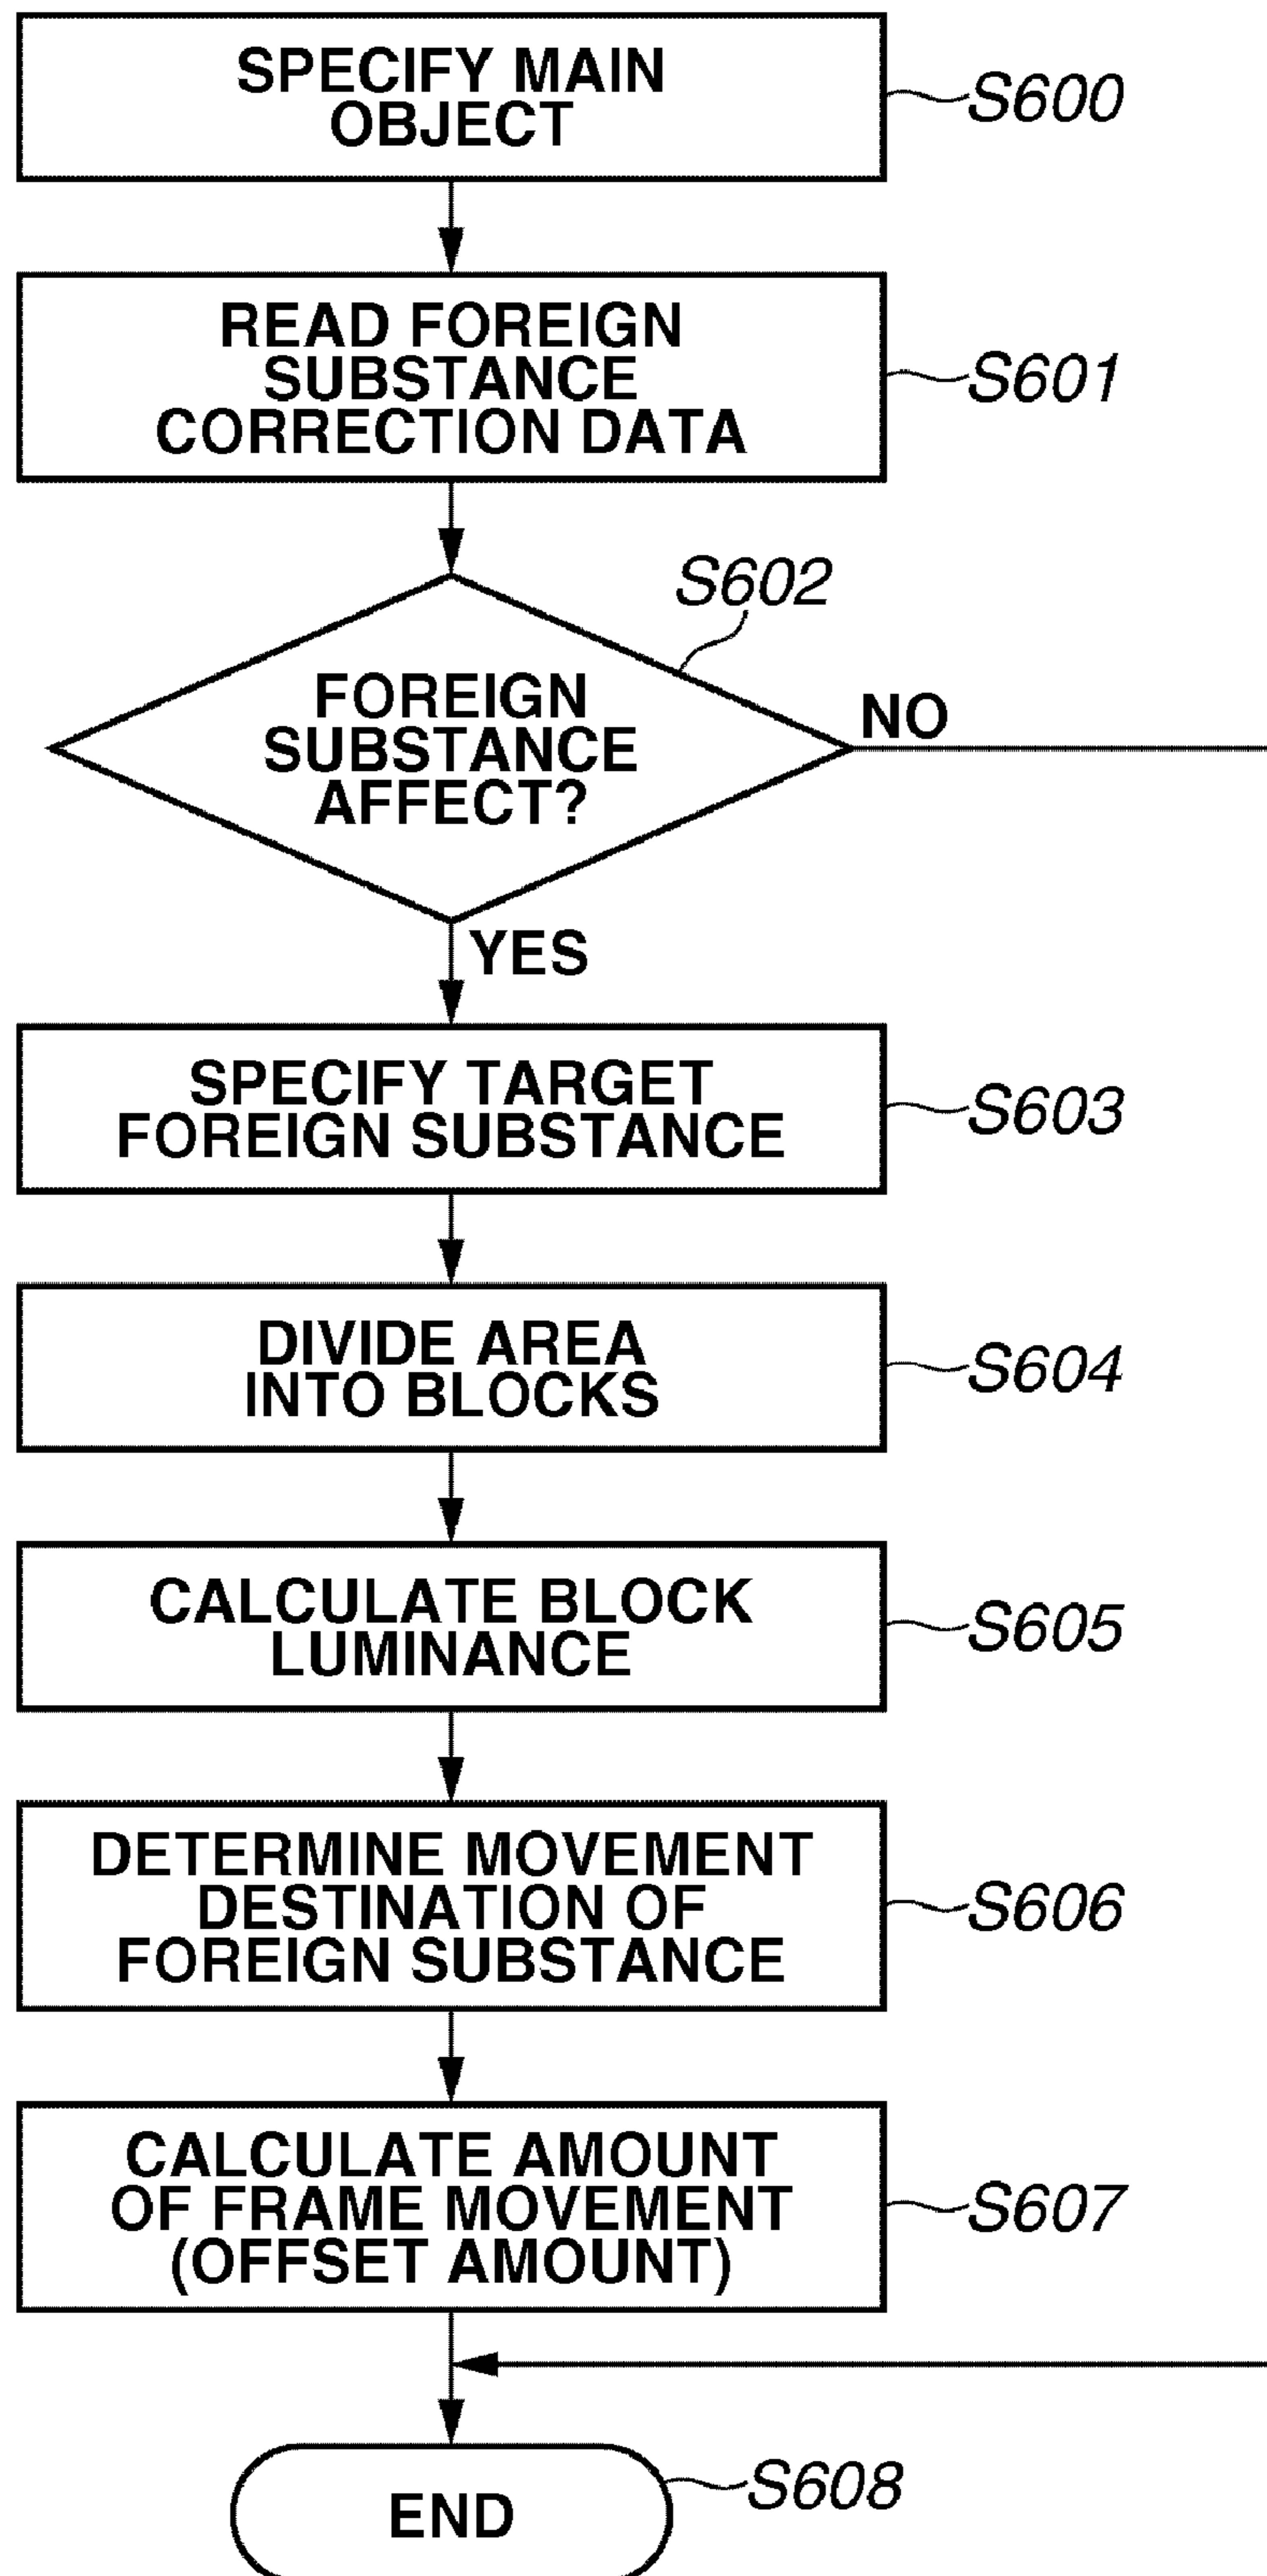 SPECIFY MAIN
OBJECT
S600
READ FOREIGN
SUBSTANCE
CORRECTION DATA
S601
S602
FOREIGN
SUBSTANCE
AFFECT?
NO
YES
SPECIFY TARGET
FOREIGN SUBSTANCE
S603
DIVIDE AREA
INTO BLOCKS
S604
CALCULATE BLOCK
LUMINANCE
S605
DETERMINE MOVEMENT
DESTINATION OF
FOREIGN SUBSTANCE
S606
CALCULATE AMOUNT
OF FRAME MOVEMENT
(OFFSET AMOUNT)
S607
END
S608